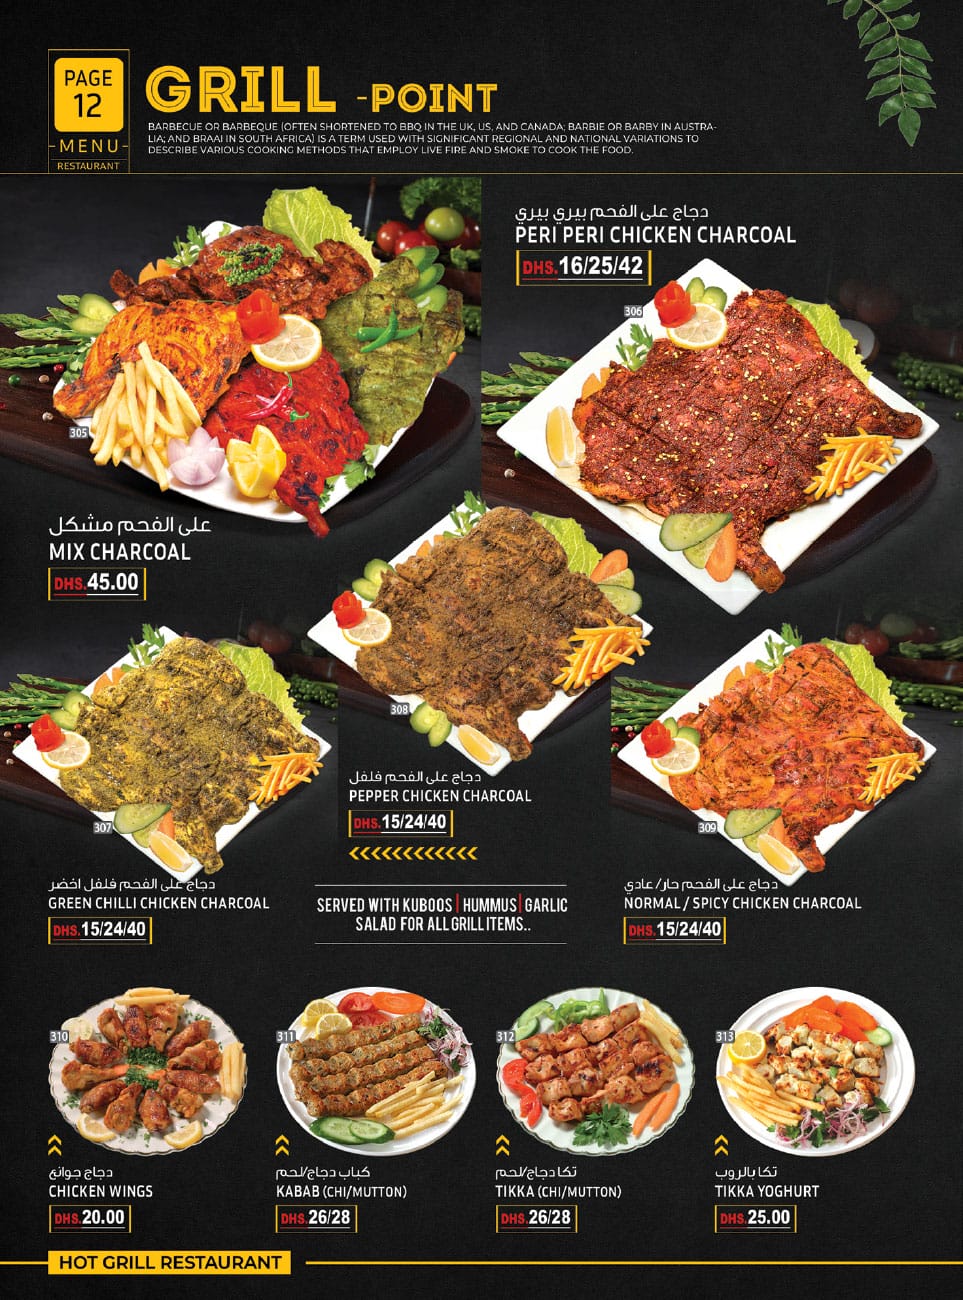 PAGE
12
MENU
RESTAURANT
GRILL -POINT
BARBECUE OR BARBEQUE (OFTEN SHORTENED TO BBQ IN THE UK, US, AND CANADA; BARBIE OR BARBY IN AUSTRA-
LIA; AND BRAAI IN SOUTH AFRICA) IS A TERM USED WITH SIGNIFICANT REGIONAL AND NATIONAL VARIATIONS TO
DESCRIBE VARIOUS COOKING METHODS THAT EMPLOY LIVE FIRE AND SMOKE TO COOK THE FOOD.
305
على الفحم مشكل
MIX CHARCOAL
DHS.45.00
دجاج على الفحم بيري بيري
PERI PERI CHICKEN CHARCOAL
DHS.16/25/42
306
307
دجاج على الفحم فلفل اخضر
GREEN CHILLI CHICKEN CHARCOAL
DHS.15/24/40
308
دجاج على الفحم فلفل
PEPPER CHICKEN CHARCOAL
DHS.15/24/40
SERVED WITH KUBOOS | HUMMUS | GARLIC
SALAD FOR ALL GRILL ITEMS..
309
دجاج على الفحم حار/عادي
NORMAL / SPICY CHICKEN CHARCOAL
DHS.15/24/40
310
دجاج جوانح
CHICKEN WINGS
DHS.20.00
311
كباب دجاج/لحم
KABAB (CHI/MUTTON)
DHS.26/28
312
تكا دجاج/لحم
TIKKA (CHI/MUTTON)
DHS.26/28
313
تكا بالروب
TIKKA YOGHURT
DHS.25.00
HOT GRILL RESTAURANT